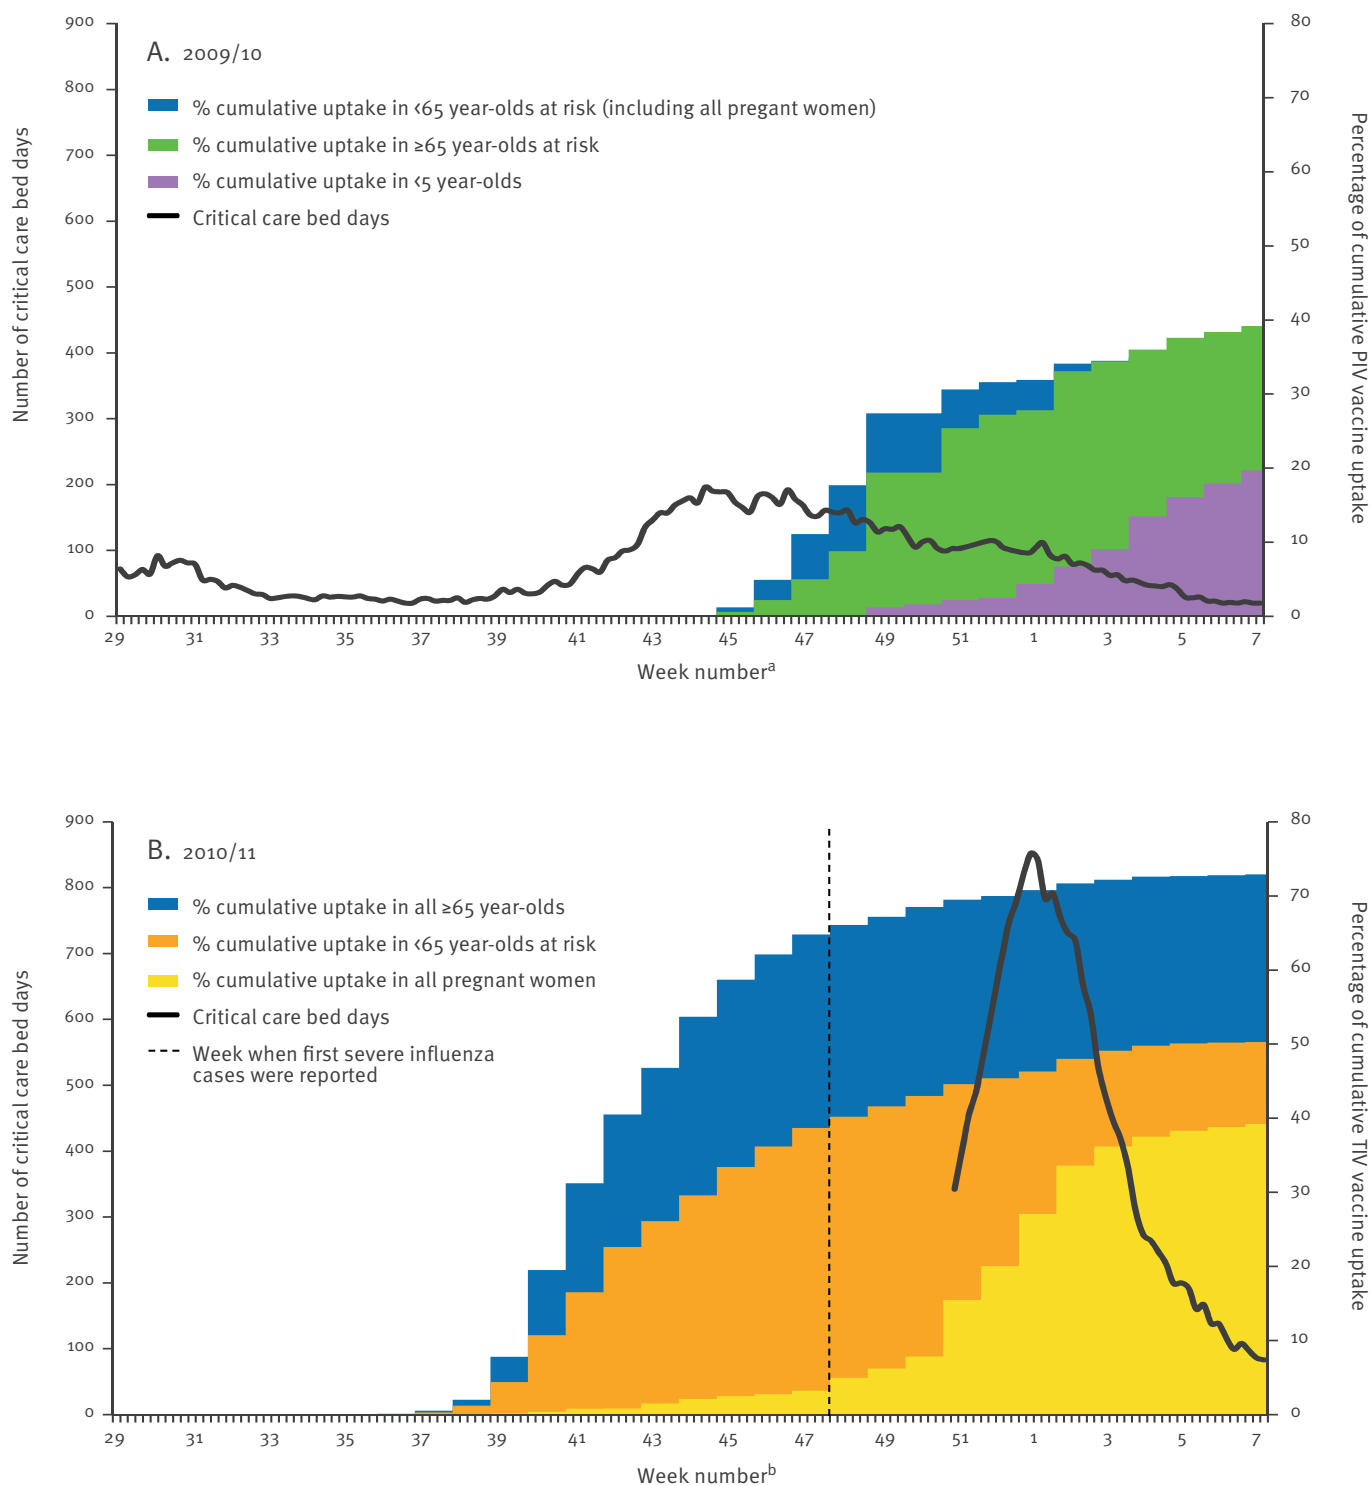 900
800
700
600
500
400
300
200
100
0
Number of critical care bed days
A. 2009/10
% cumulative uptake in <65 year-olds at risk (including all pregant women)
% cumulative uptake in ≥65 year-olds at risk
% cumulative uptake in <5 year-olds
Critical care bed days
80
70
60
50
40
30
20
10
0
Percentage of cumulative PIV vaccine uptake
29 31 33 35 37 39 41 43 45 47 49 51 1 3 5 7
Week numberᵃ
900
800
700
600
500
400
300
200
100
0
Number of critical care bed days
B. 2010/11
% cumulative uptake in all ≥65 year-olds
% cumulative uptake in <65 year-olds at risk
% cumulative uptake in all pregnant women
Critical care bed days
Week when first severe influenza
cases were reported
80
70
60
50
40
30
20
10
0
Percentage of cumulative TIV vaccine uptake
29 31 33 35 37 39 41 43 45 47 49 51 1 3 5 7
Week numberᵇ